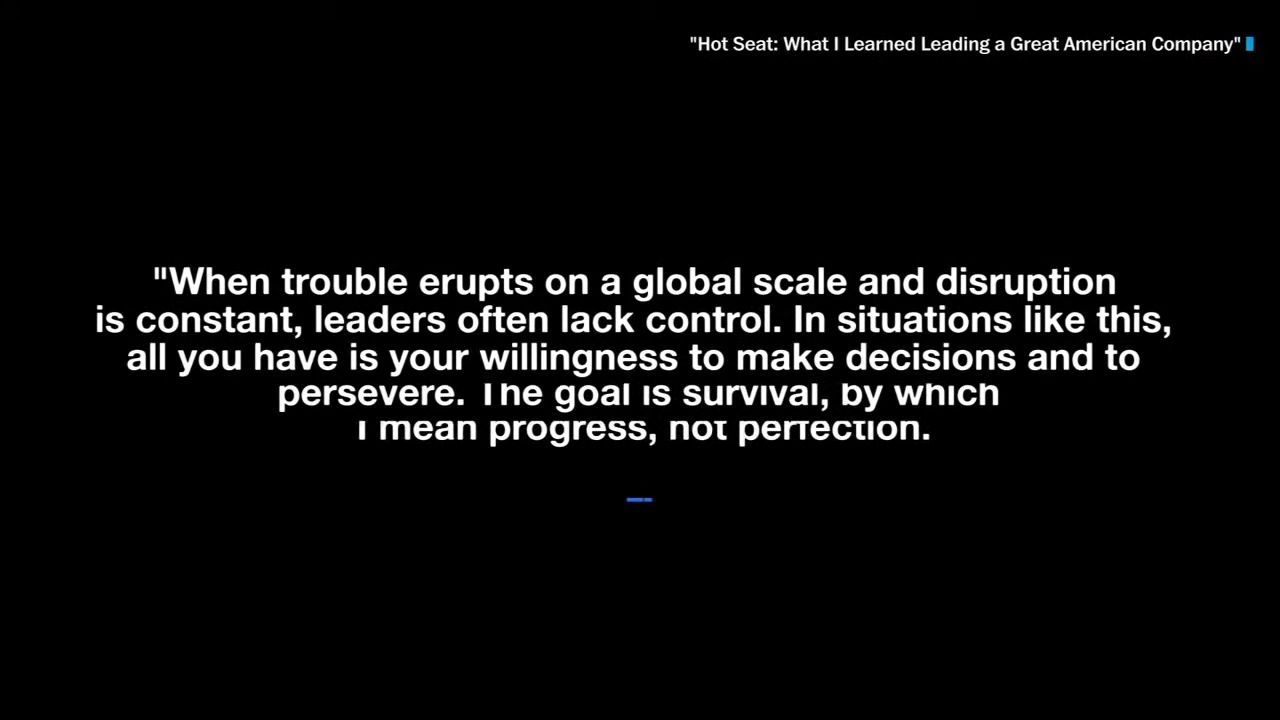 "Hot Seat: What I Learned Leading a Great American Company"
"When trouble erupts on a global scale and disruption
is constant, leaders often lack control. In situations like this,
all you have is your willingness to make decisions and to
persevere. The goal is survival, by which
I mean progress, not perfection.